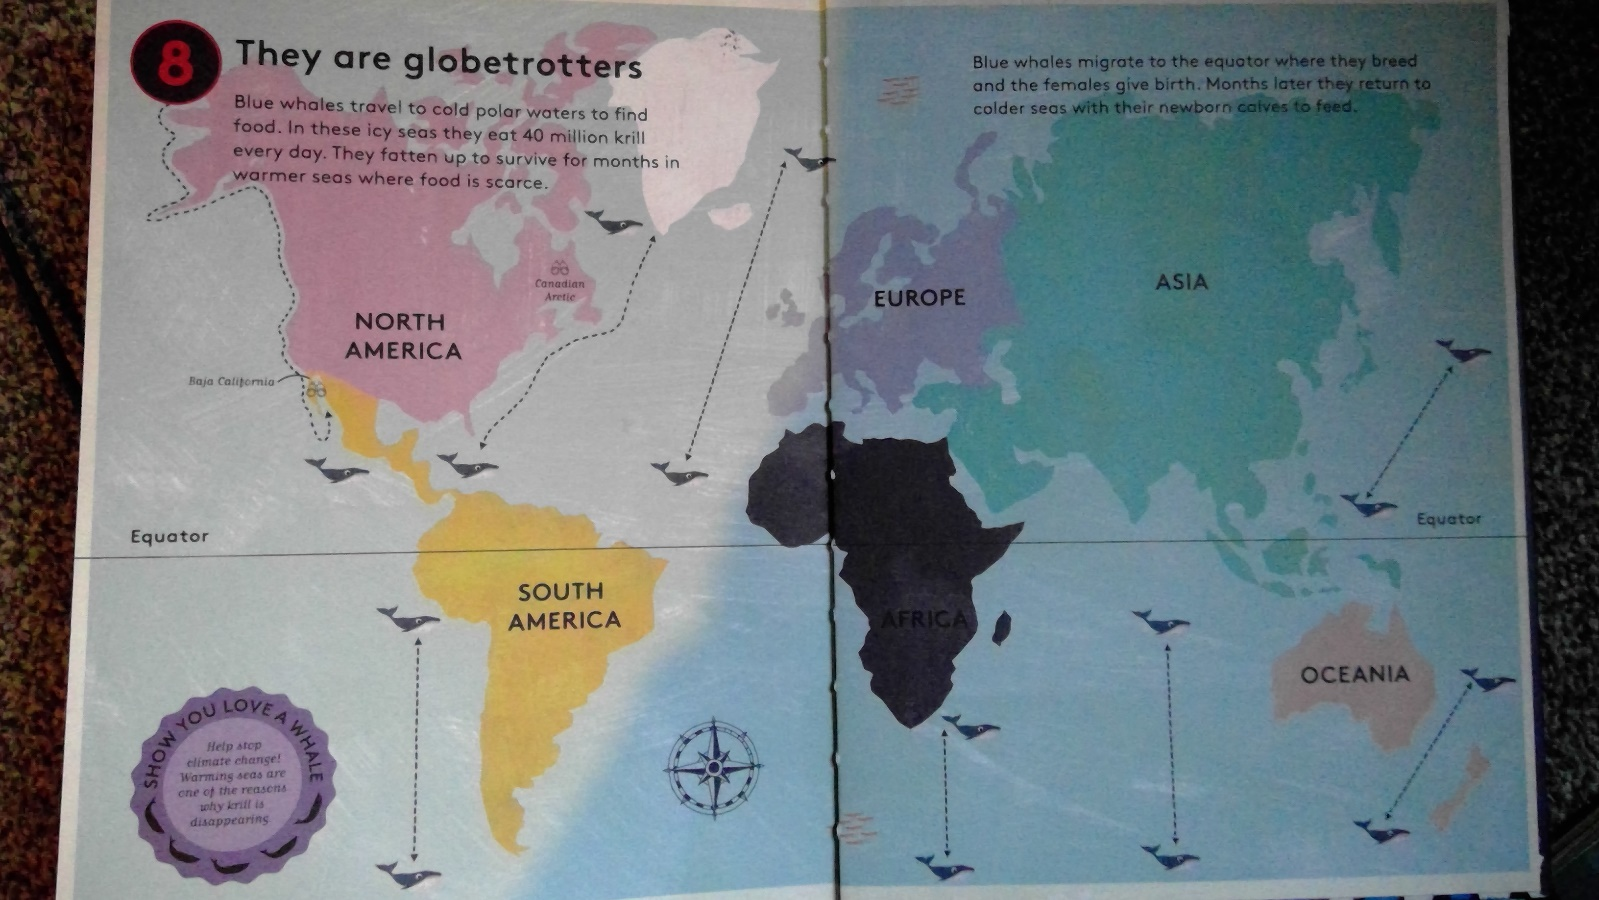 8
They are globetrotters
Blue whales travel to cold polar waters to find
food. In these icy seas they eat 40 million krill
every day. They fatten up to survive for months in
warmer seas where food is scarce.
Blue whales migrate to the equator where they breed
and the females give birth. Months later they return to
colder seas with their newborn calves to feed.
Canadian
Arctic
NORTH
AMERICA
EUROPE
ASIA
Baja California
Equator
Equator
SOUTH
AMERICA
AFRICA
OCEANIA
SHOW YOU LOVE A WHALE
Help stop
climate change!
Warming seas are
one of the reasons
why krill is
disappearing.